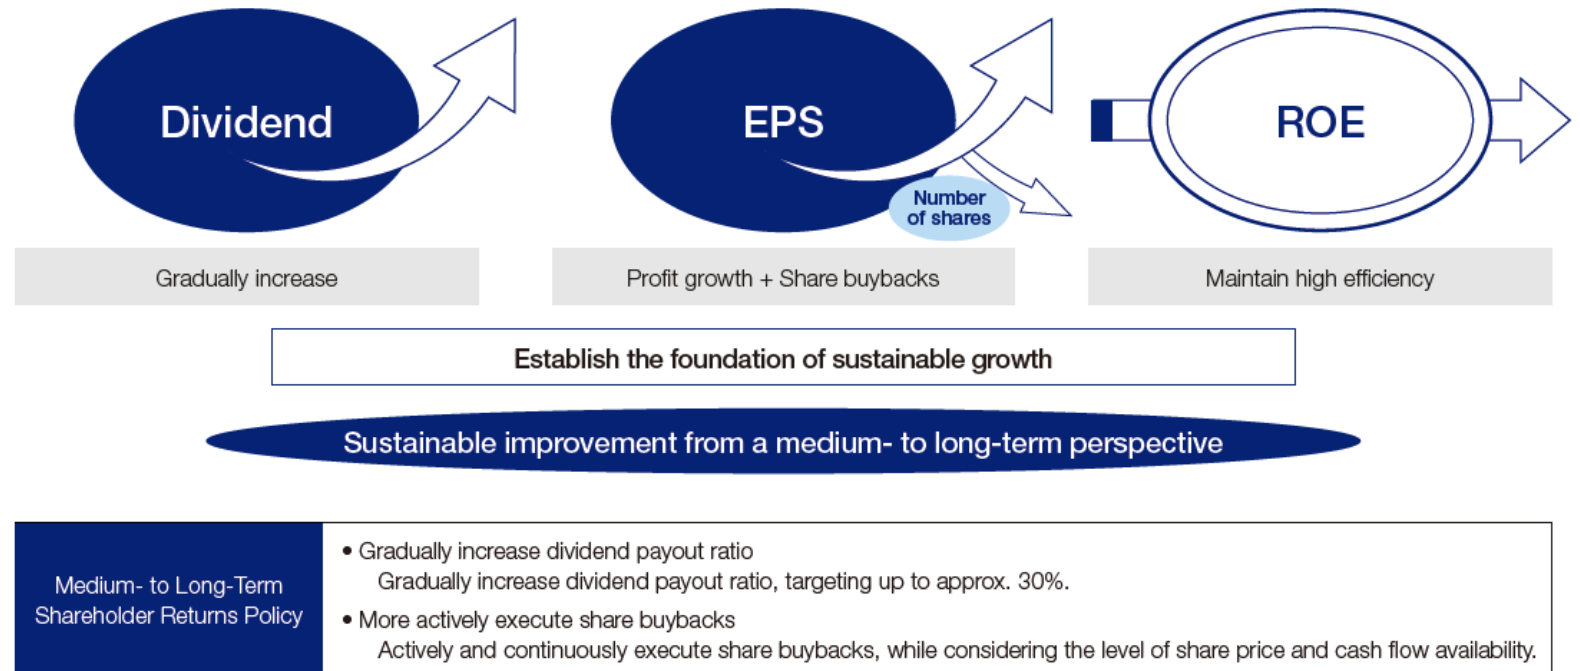 Dividend
EPS
ROE
Number
of shares
Gradually increase
Profit growth + Share buybacks
Maintain high efficiency
Establish the foundation of sustainable growth
Sustainable improvement from a medium- to long-term perspective
Medium- to Long-Term
Shareholder Returns Policy
• Gradually increase dividend payout ratio
Gradually increase dividend payout ratio, targeting up to approx. 30%.
• More actively execute share buybacks
Actively and continuously execute share buybacks, while considering the level of share price and cash flow availability.